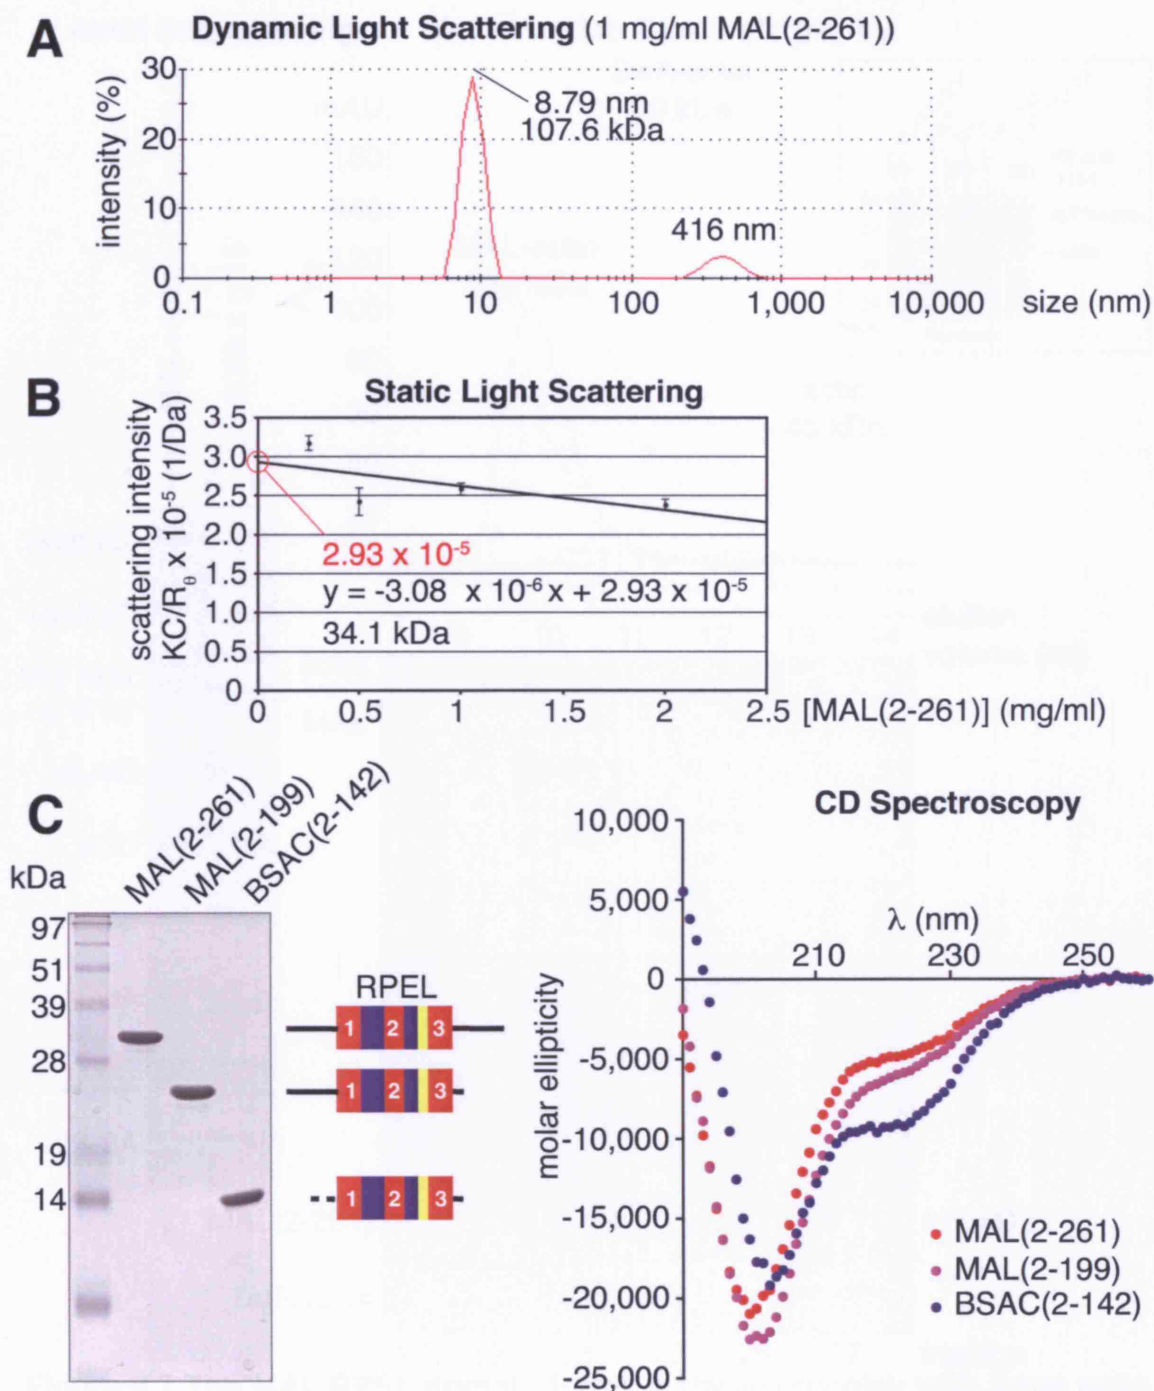 A
Dynamic Light Scattering (1 mg/ml MAL(2-261))
intensity (%)
30
20
10
0
8.79 nm
107.6 kDa
416 nm
0.1 1 10 100 1,000 10,000 size (nm)
B
Static Light Scattering
scattering intensity
KC/Rθ x 10-5 (1/Da)
3.5
3.0
2.5
2.0
1.5
1.0
0.5
0
2.93 x 10-5
y = -3.08 x 10-6 x + 2.93 x 10-5
34.1 kDa
0 0.5 1 1.5 2 2.5 [MAL(2-261)] (mg/ml)
C
kDa
MAL(2-261)
MAL(2-199)
BSAC(2-142)
97
51
39
28
19
14
RPEL
1 2 3
1 2 3
1 2 3
CD Spectroscopy
molar ellipticity
10,000
5,000
0
-5,000
-10,000
-15,000
-20,000
-25,000
λ (nm)
210 230 250
MAL(2-261)
MAL(2-199)
BSAC(2-142)